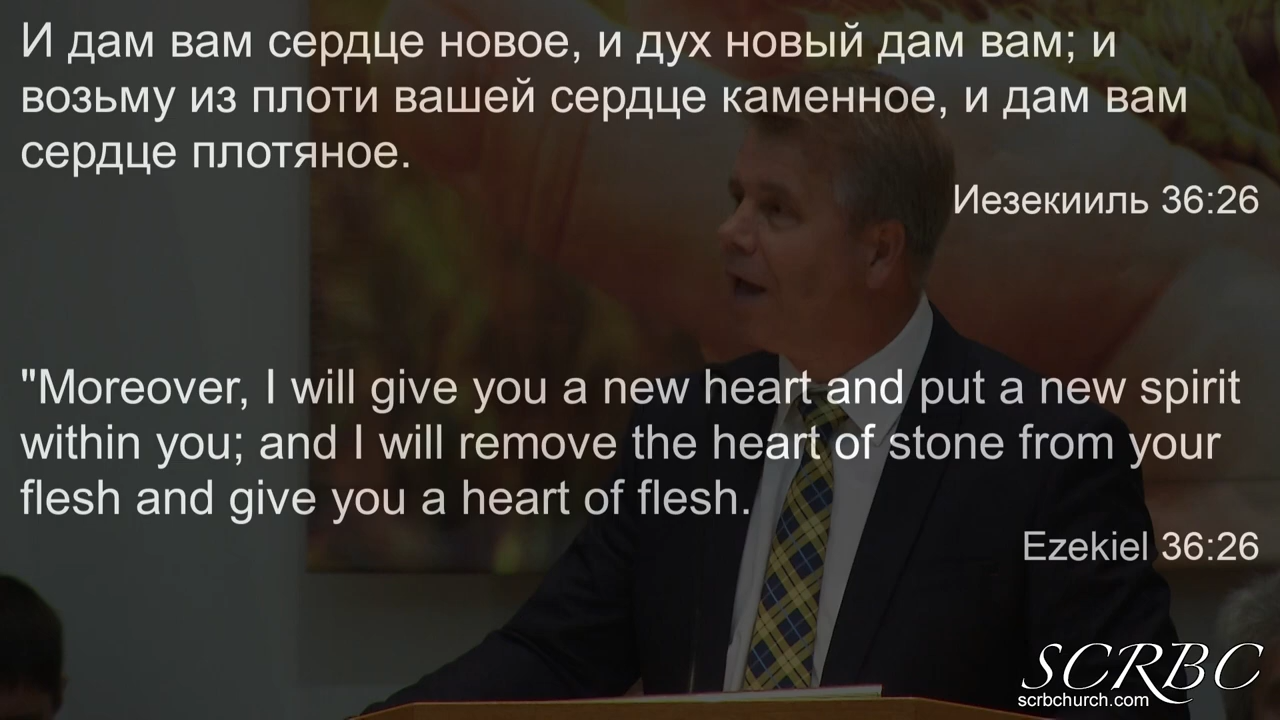 И дам вам сердце новое, и дух новый дам вам; и
возьму из плоти вашей сердце каменное, и дам вам
сердце плотяное.
Иезекииль 36:26
"Moreover, I will give you a new heart and put a new spirit
within you; and I will remove the heart of stone from your
flesh and give you a heart of flesh.
Ezekiel 36:26
SCRBC
scrbchurch.com